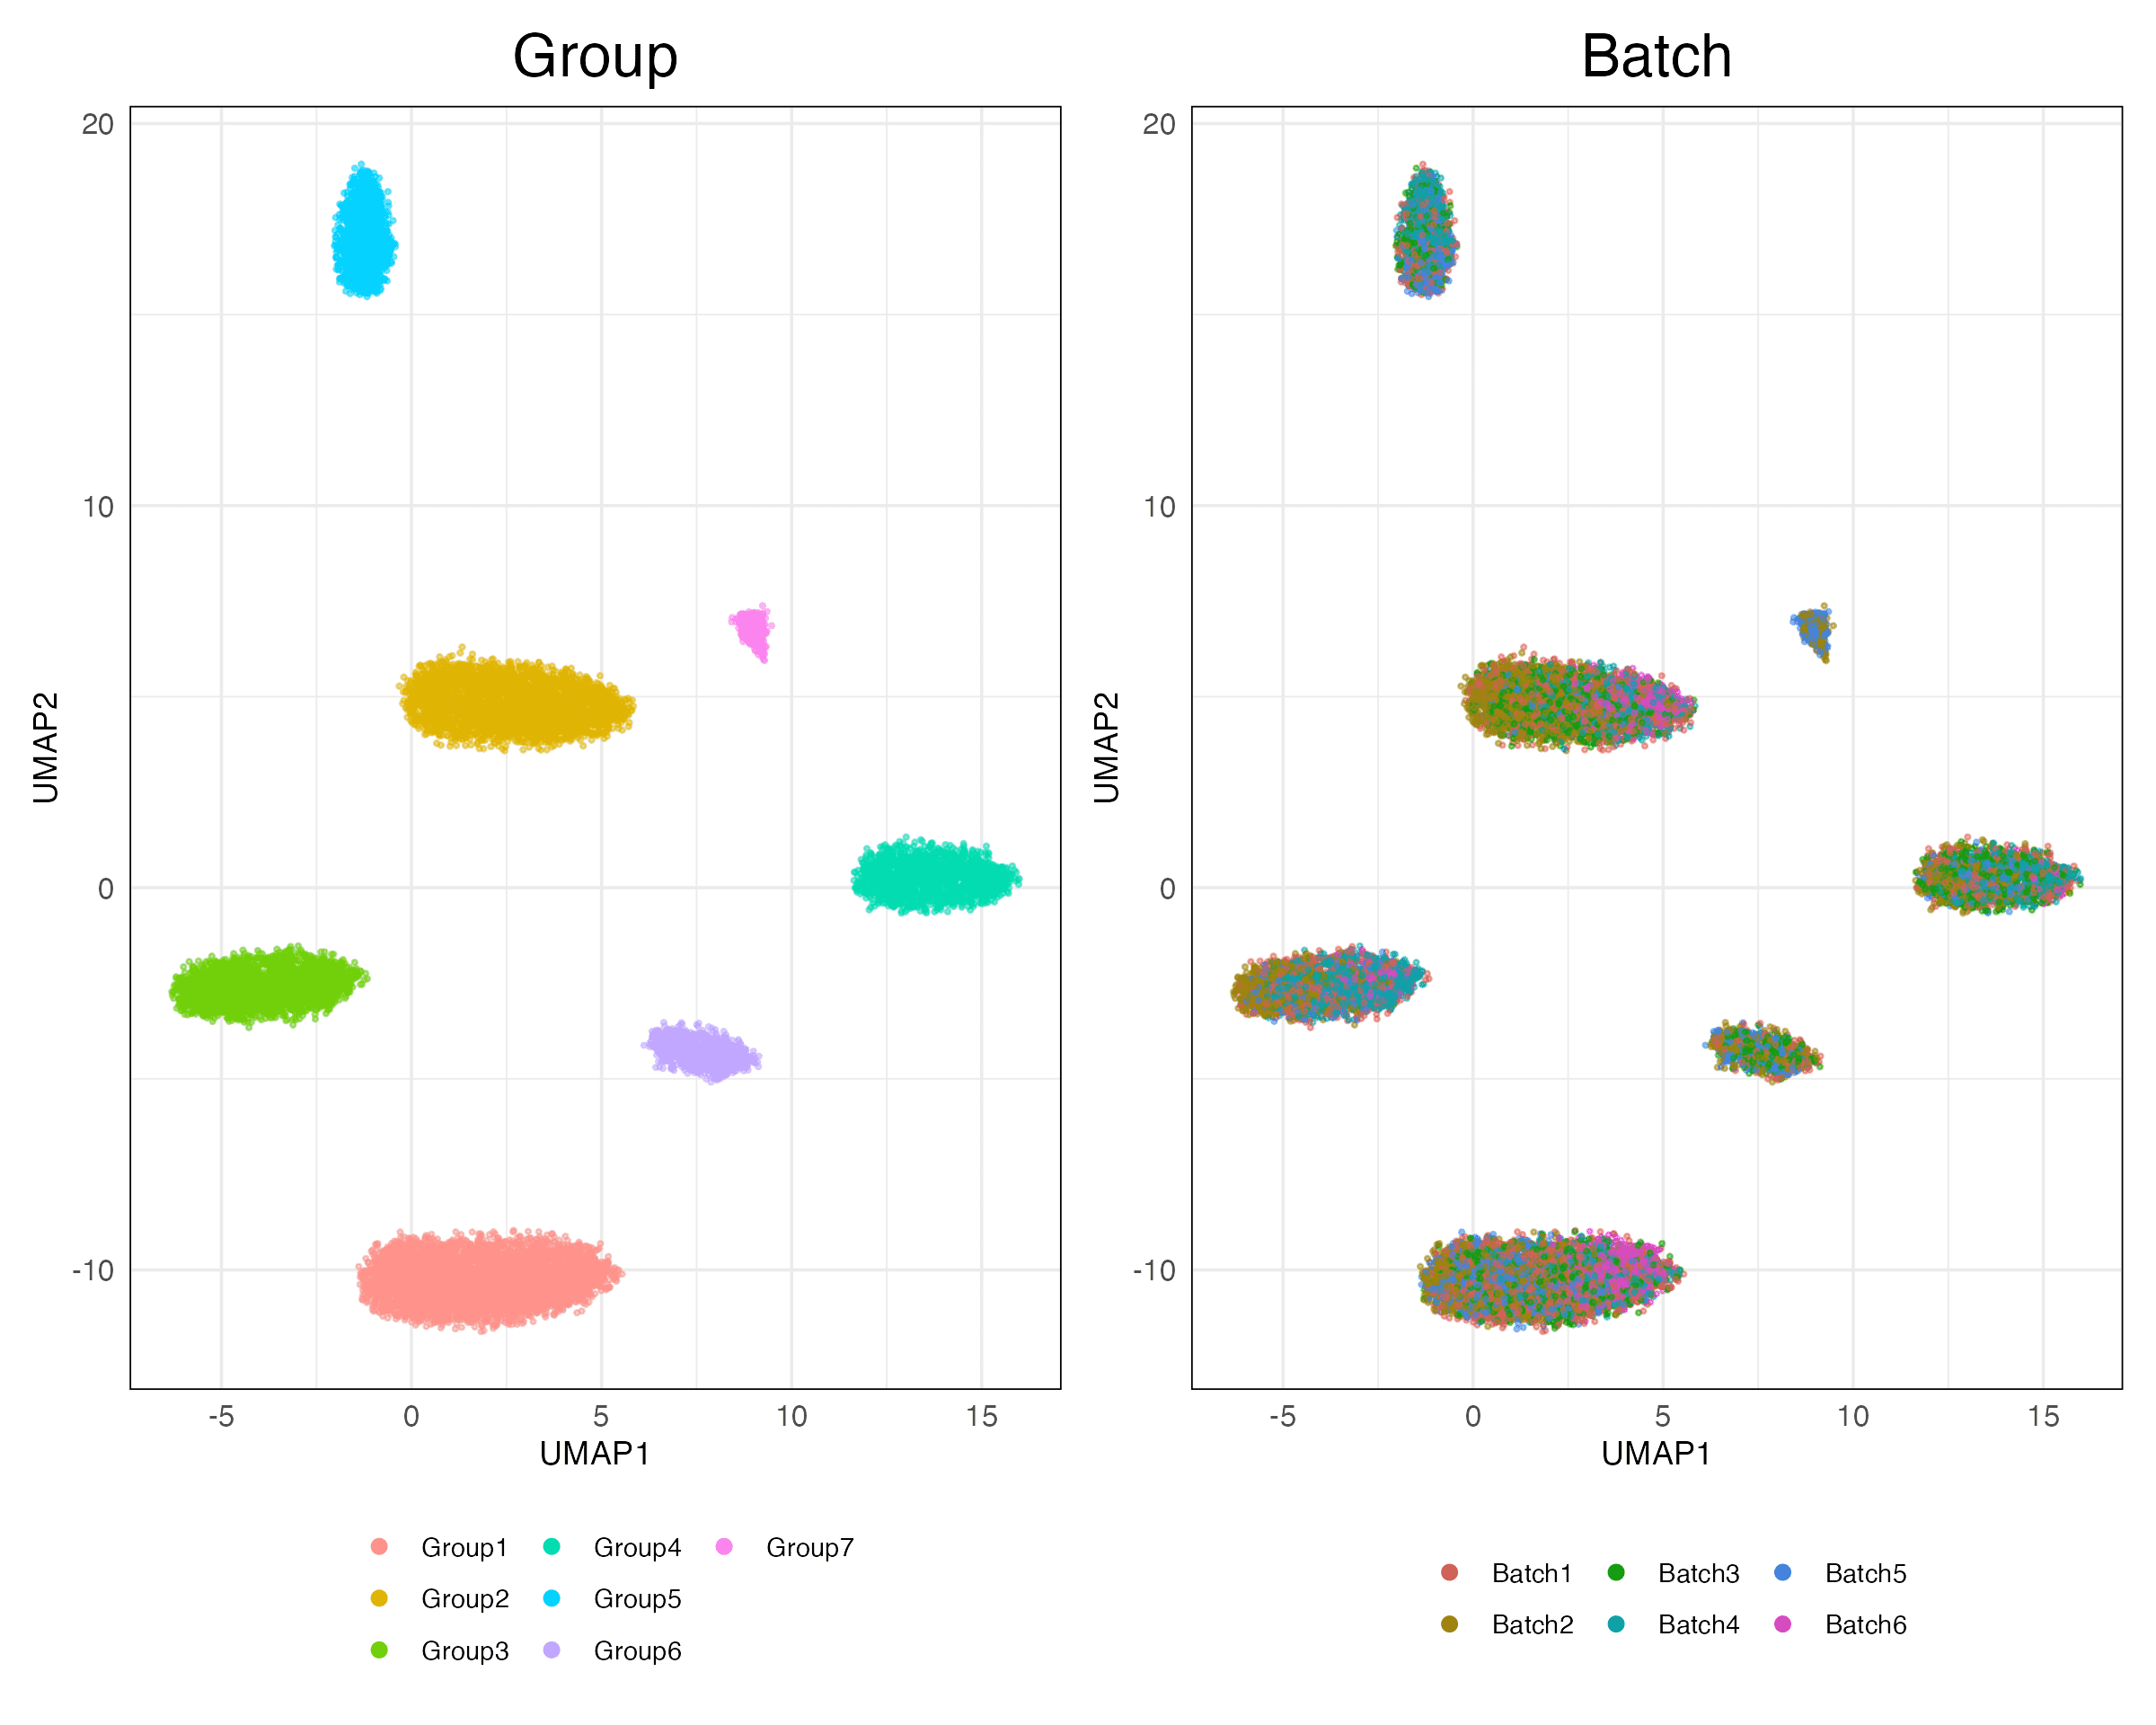 Group
20
10
0
-10
UMAP2
-5 0 5 10 15
UMAP1
Group1 Group4 Group7
Group2 Group5
Group3 Group6
Batch
20
10
0
-10
UMAP2
-5 0 5 10 15
UMAP1
Batch1 Batch3 Batch5
Batch2 Batch4 Batch6